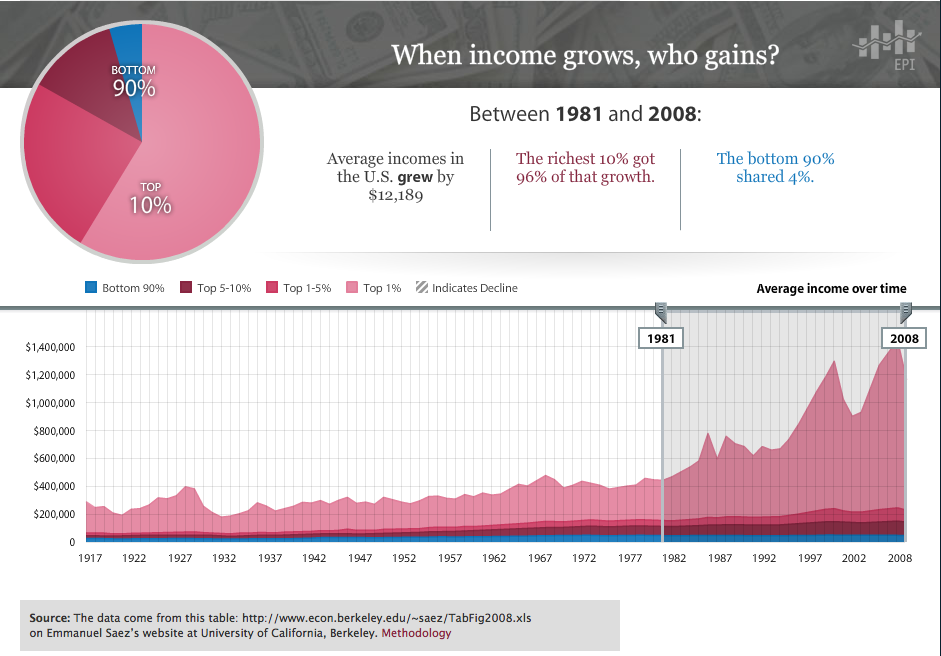 When income grows, who gains?
EPI
BOTTOM
90%
TOP
10%
Between 1981 and 2008:
Average incomes in
the U.S. grew by
$12,189
The richest 10% got
96% of that growth.
The bottom 90%
shared 4%.
Bottom 90% Top 5-10% Top 1-5% Top 1% Indicates Decline
Average income over time
1981 2008
$1,400,000
$1,200,000
$1,000,000
$800,000
$600,000
$400,000
$200,000
0
1917 1922 1927 1932 1937 1942 1947 1952 1957 1962 1967 1972 1977 1982 1987 1992 1997 2002 2008
Source: The data come from this table: http://www.econ.berkeley.edu/~saez/TabFig2008.xls
on Emmanuel Saez's website at University of California, Berkeley. Methodology